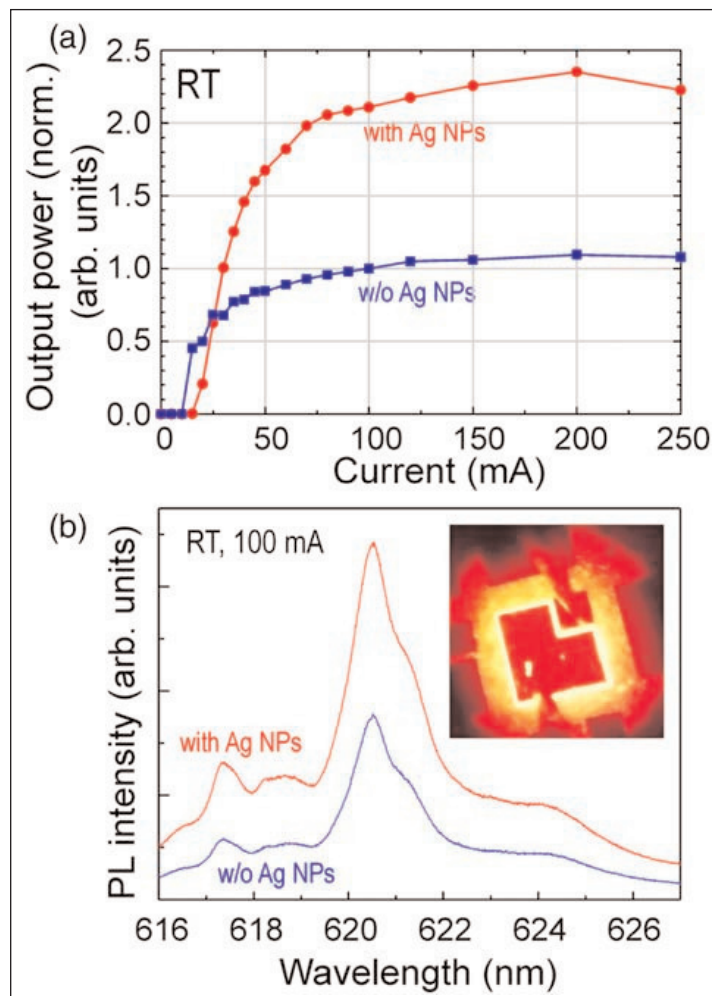 (a)
2.5
RT
2.0
with Ag NPs
1.5
1.0
w/o Ag NPs
0.5
0.0
0 50 100 150 200 250
Current (mA)
Output power (norm.)
(arb. units)
(b)
RT, 100 mA
with Ag NPs
w/o Ag NPs
PL intensity (arb. units)
616 618 620 622 624 626
Wavelength (nm)